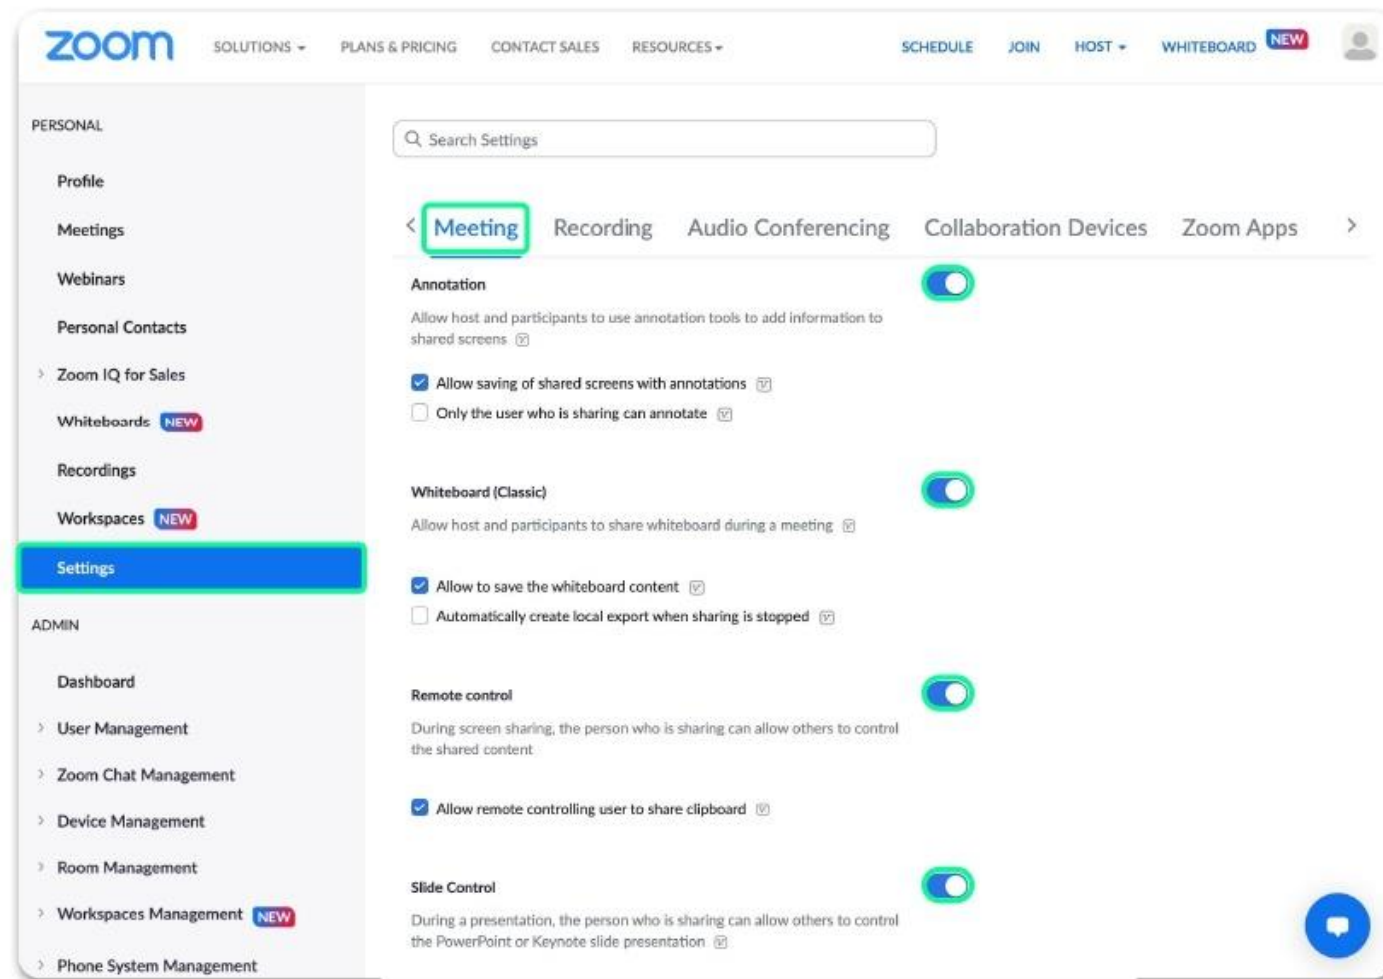 zoom SOLUTIONS PLANS & PRICING CONTACT SALES RESOURCES SCHEDULE JOIN HOST WHITEBOARD NEW
PERSONAL
Profile
Meetings
Webinars
Personal Contacts
Zoom IQ for Sales
Whiteboards NEW
Recordings
Workspaces NEW
Settings
ADMIN
Dashboard
User Management
Zoom Chat Management
Device Management
Room Management
Workspaces Management NEW
Phone System Management
Search Settings
Meeting Recording Audio Conferencing Collaboration Devices Zoom Apps
Annotation
Allow host and participants to use annotation tools to add information to
shared screens
Allow saving of shared screens with annotations
Only the user who is sharing can annotate
Whiteboard (Classic)
Allow host and participants to share whiteboard during a meeting
Allow to save the whiteboard content
Automatically create local export when sharing is stopped
Remote control
During screen sharing, the person who is sharing can allow others to control
the shared content
Allow remote controlling user to share clipboard
Slide Control
During a presentation, the person who is sharing can allow others to control
the PowerPoint or Keynote slide presentation